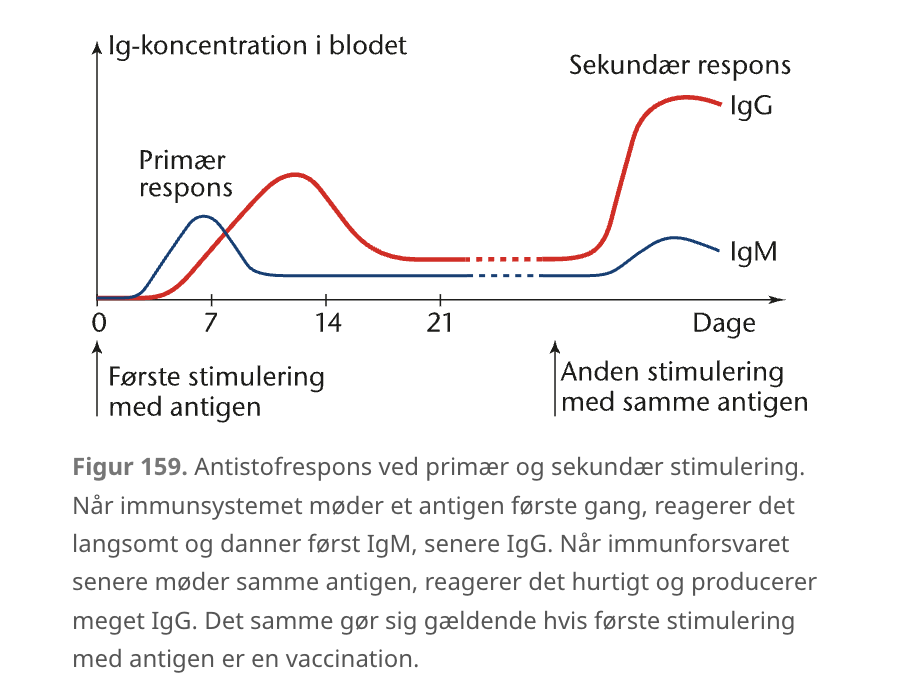 Ig-koncentration i blodet
Sekundær respons
IgG
Primær
respons
IgM
0 7 14 21 Dage
Første stimulering
med antigen
Anden stimulering
med samme antigen
Figur 159. Antistofrespons ved primær og sekundær stimulering.
Når immunsystemet møder et antigen første gang, reagerer det
langsomt og danner først IgM, senere IgG. Når immunforsvaret
senere møder samme antigen, reagerer det hurtigt og producerer
meget IgG. Det samme gør sig gældende hvis første stimulering
med antigen er en vaccination.